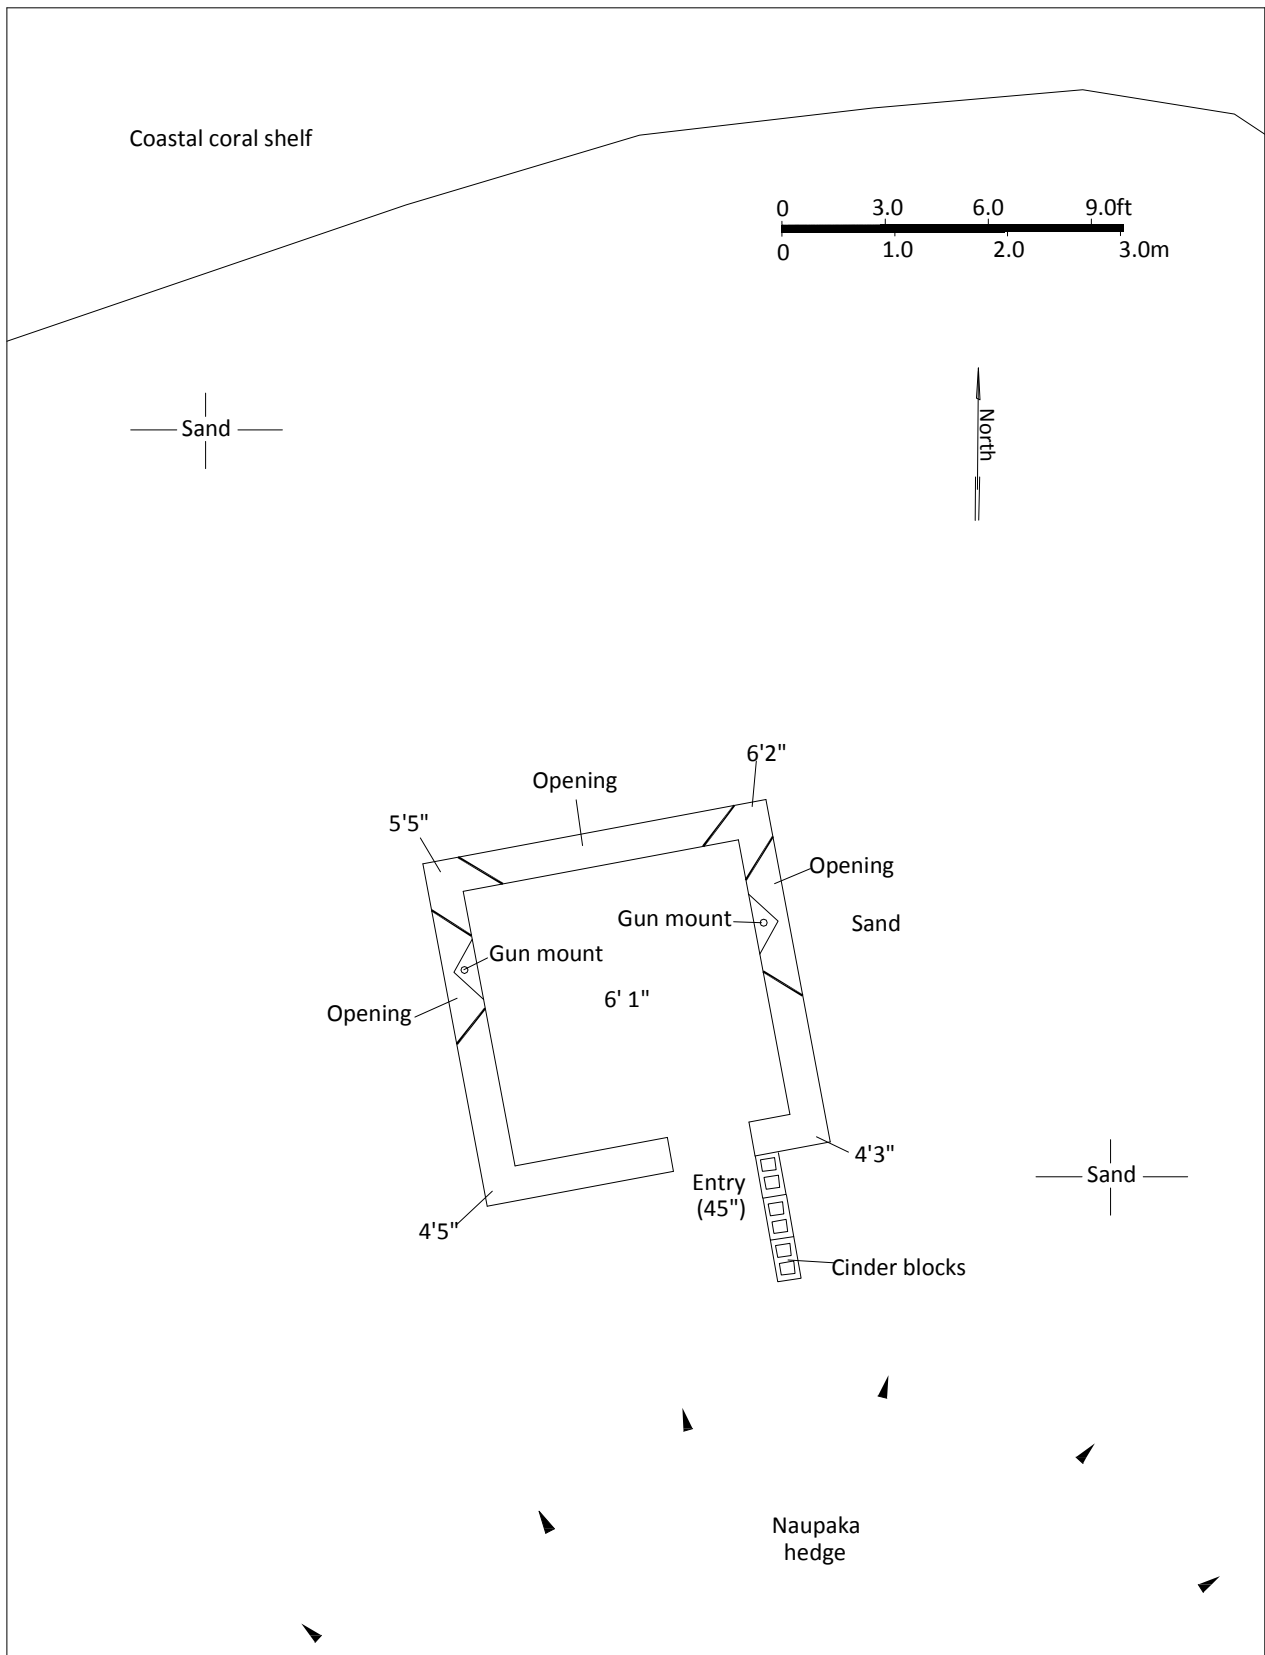 Coastal coral shelf
0 3.0 6.0 9.0ft
0 1.0 2.0 3.0m
Sand
North
6'2"
Opening
5'5"
Opening
Gun mount
Sand
Gun mount
6' 1"
Opening
4'3"
Entry
(45")
Sand
4'5"
Cinder blocks
Naupaka
hedge